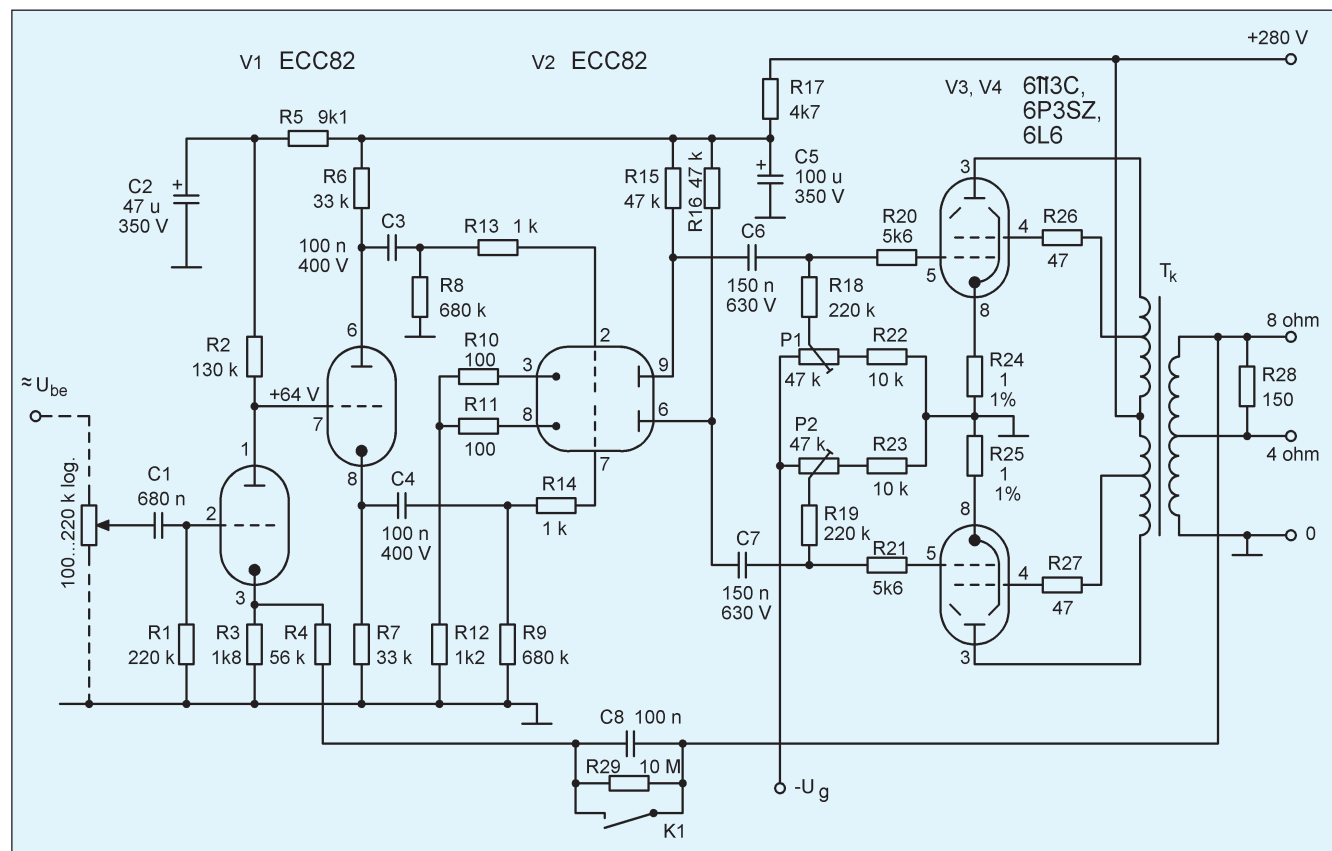 V1 ECC82
V2 ECC82
+280 V
R17
4k7
V3, V4
6П3С,
6P3SZ,
6L6
R5 9k1
C2
47 u
350 V
+
R6
33 k
R15
47 k
R16 47 k
+
C5
100 u
350 V
3
C3
100 n
400 V
R13 1 k
R8
680 k
C6
150 n
630 V
R20
5k6
5
4
R26
47
8
Tk
R18
220 k
R2
130 k
6
+64 V
7
8
R10
100
R11
100
3
8
2
9
6
7
P1
47 k
R22
10 k
P2
47 k
R23
10 k
R24
1
1%
R25
1
1%
8 ohm
R28
150
4 ohm
0
≈Ube
100...220 k log.
C1
680 n
1
2
3
C4
100 n
400 V
R14
1 k
C7
150 n
630 V
R19
220 k
R21
5k6
8
5
4
R27
47
3
R1
220 k
R3
1k8
R4
56 k
R7
33 k
R12
1k2
R9
680 k
C8 100 n
R29 10 M
K1
-Ug